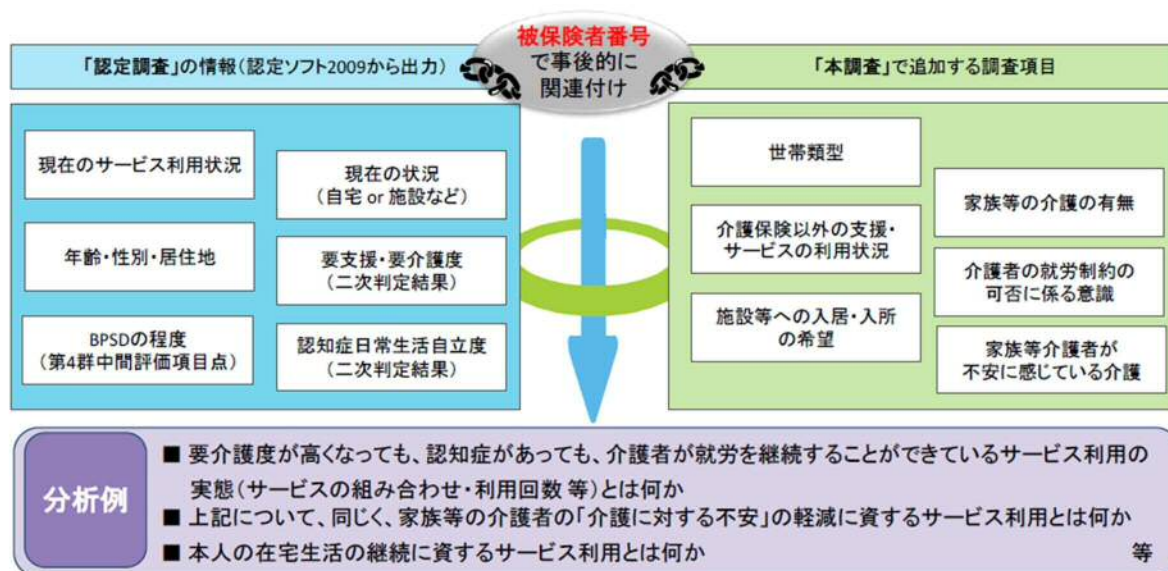 被保険者番号
で事後的に
関連付け
「認定調査」の情報(認定ソフト2009から出力)
現在のサービス利用状況
現在の状況
(自宅 or 施設など)
年齢・性別・居住地
要支援・要介護度
(二次判定結果)
BPSDの程度
(第4群中間評価項目点)
認知症日常生活自立度
(二次判定結果)
「本調査」で追加する調査項目
世帯類型
家族等の介護の有無
介護保険以外の支援・
サービスの利用状況
介護者の就労制約の
可否に係る意識
施設等への入居・入所
の希望
家族等介護者が
不安に感じている介護
分析例
■ 要介護度が高くなっても、認知症があっても、介護者が就労を継続することができているサービス利用の
実態(サービスの組み合わせ・利用回数 等)とは何か
■ 上記について、同じく、家族等の介護者の「介護に対する不安」の軽減に資するサービス利用とは何か
■ 本人の在宅生活の継続に資するサービス利用とは何か 等